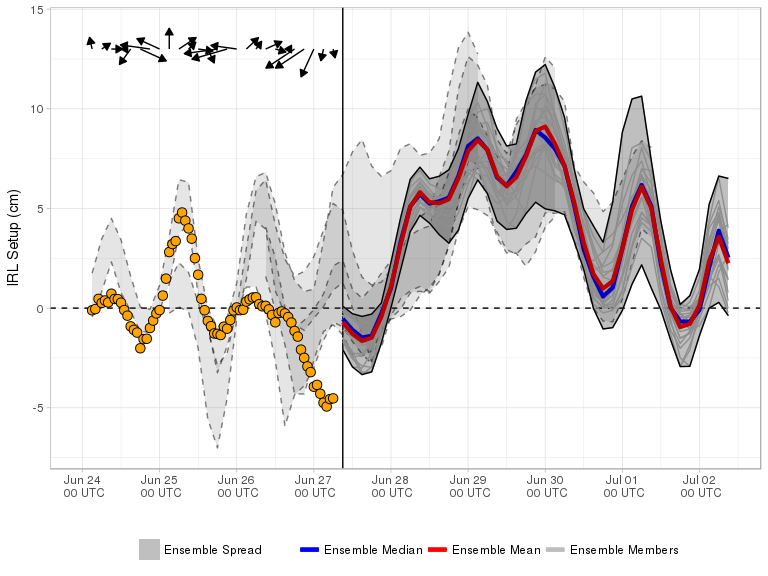 15
10
5
0
-5
IRL Setup (cm)
Jun 24
00 UTC
Jun 25
00 UTC
Jun 26
00 UTC
Jun 27
00 UTC
Jun 28
00 UTC
Jun 29
00 UTC
Jun 30
00 UTC
Jul 01
00 UTC
Jul 02
00 UTC
Ensemble Spread
Ensemble Median
Ensemble Mean
Ensemble Members